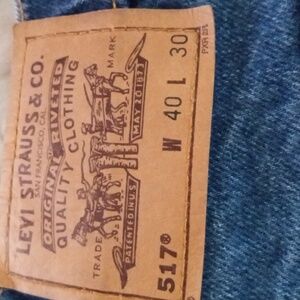 LEVI STRAUSS & CO.
SAN FRANCISCO, CAL.
ORIGINAL RIVETED
QUALITY CLOTHING
TRADE MARK
PATENTED IN U.S.
MAY 20 1873
517®
W 40 L 30